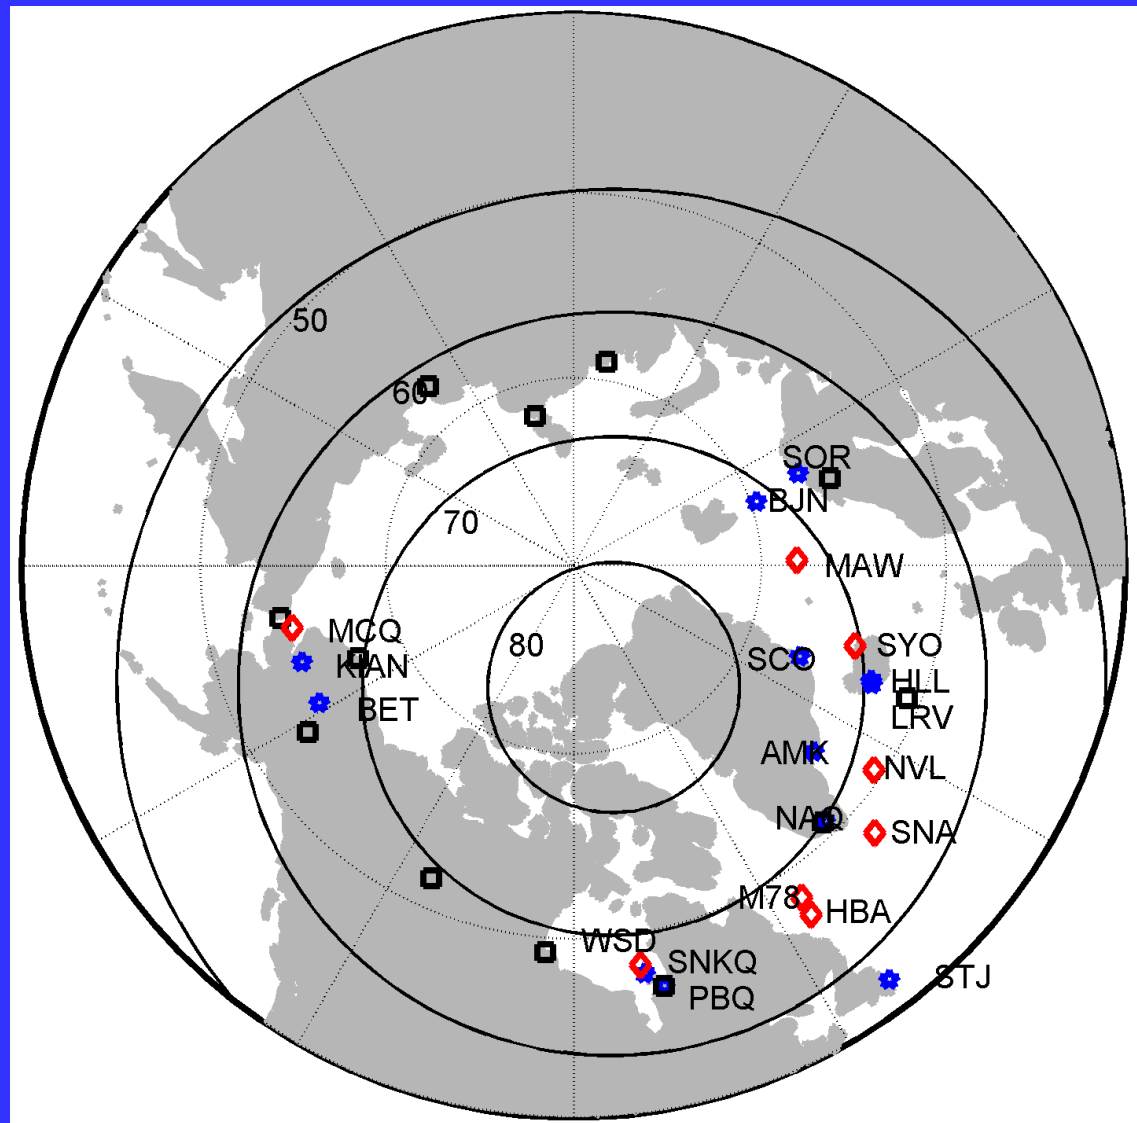 50
60
SOR
BJN
70
MAW
MCQ
SYO
80
SCO
KIAN
HLL
BET
LRV
AMK
NVL
NAQ
SNA
M78
HBA
WSD
SNKQ
STJ
PBQ